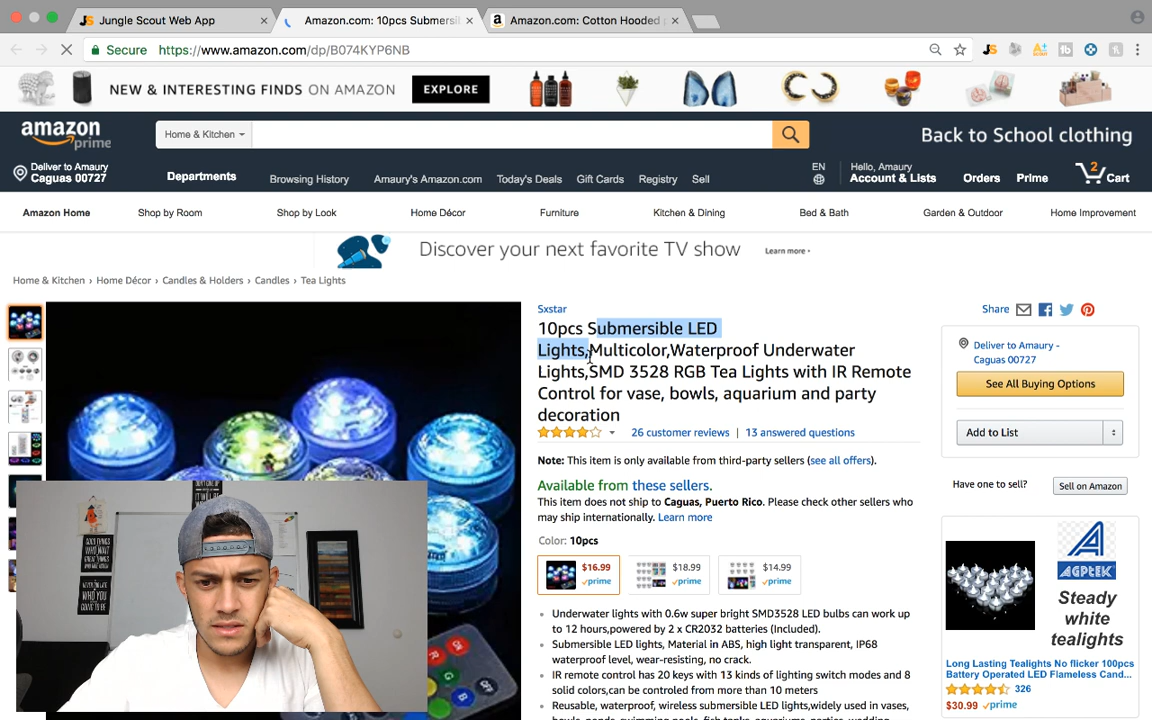 Jungle Scout Web App
Amazon.com: 10pcs Submersi
Amazon.com: Cotton Hooded
Secure https://www.amazon.com/dp/B074KYP6NB
NEW & INTERESTING FINDS ON AMAZON EXPLORE
amazon prime
Home & Kitchen
Back to School clothing
Deliver to Amaury
Caguas 00727
Departments Browsing History Amaury's Amazon.com Today's Deals Gift Cards Registry Sell
EN
Hello, Amaury
Account & Lists
Orders Prime 2 Cart
Amazon Home Shop by Room Shop by Look Home Décor Furniture Kitchen & Dining Bed & Bath Garden & Outdoor Home Improvement
Discover your next favorite TV show Learn more
Home & Kitchen › Home Décor › Candles & Holders › Candles › Tea Lights
Sxstar
10pcs Submersible LED
Lights,Multicolor,Waterproof Underwater
Lights,SMD 3528 RGB Tea Lights with IR Remote
Control for vase, bowls, aquarium and party
decoration
26 customer reviews | 13 answered questions
Note: This item is only available from third-party sellers (see all offers).
Available from these sellers.
This item does not ship to Caguas, Puerto Rico. Please check other sellers who
may ship internationally. Learn more
Color: 10pcs
$16.99 prime
$18.99 prime
$14.99 prime
Underwater lights with 0.6w super bright SMD3528 LED bulbs can work up
to 12 hours,powered by 2 x CR2032 batteries (Included).
Submersible LED lights, Material in ABS, high light transparent, IP68
waterproof level, wear-resisting, no crack.
IR remote control has 20 keys with 13 kinds of lighting switch modes and 8
solid colors,can be controled from more than 10 meters
Reusable, waterproof, wireless submersible LED lights,widely used in vases,
Share
Deliver to Amaury -
Caguas 00727
See All Buying Options
Add to List
Have one to sell? Sell on Amazon
AGPTEK
Steady
white
tealights
Long Lasting Tealights No flicker 100pcs
Battery Operated LED Flameless Cand...
326
$30.99 prime